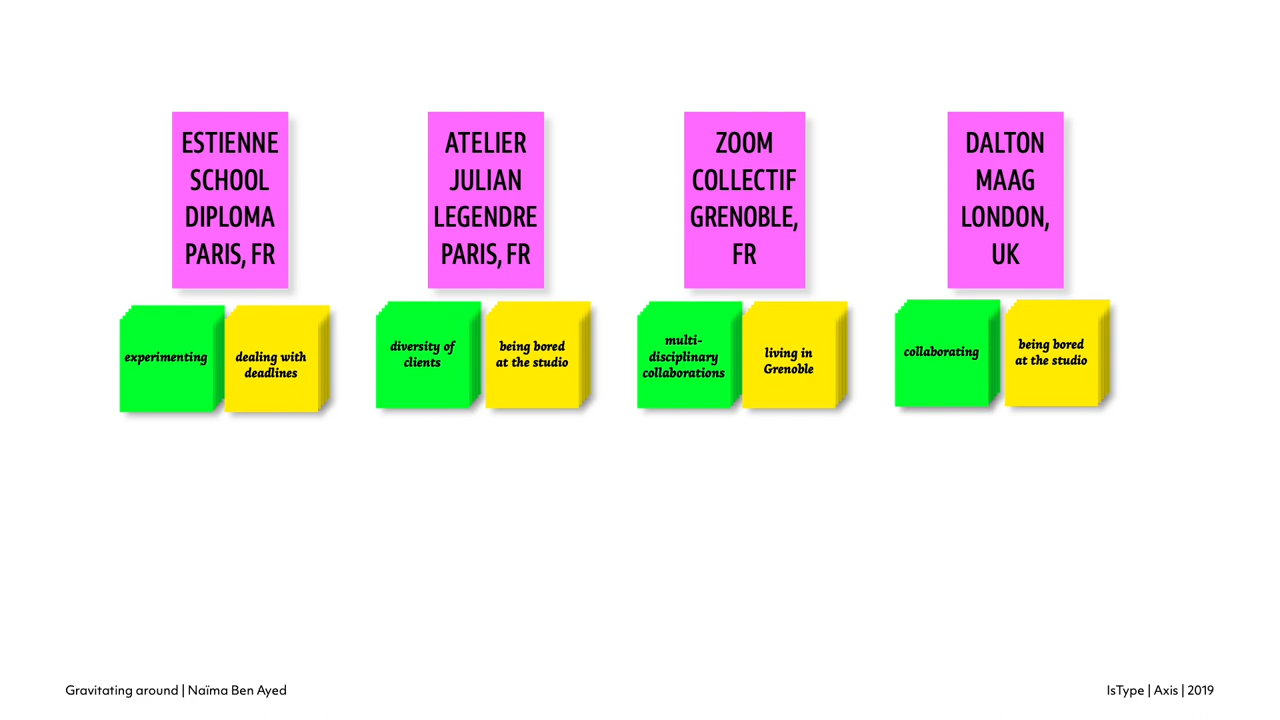 ESTIENNE
SCHOOL
DIPLOMA
PARIS, FR
experimenting
dealing with
deadlines
ATELIER
JULIAN
LEGENDRE
PARIS, FR
diversity of
clients
being bored
at the studio
ZOOM
COLLECTIF
GRENOBLE,
FR
multi-
disciplinary
collaborations
living in
Grenoble
DALTON
MAAG
LONDON,
UK
collaborating
being bored
at the studio
Gravitating around | Naïma Ben Ayed
IsType | Axis | 2019